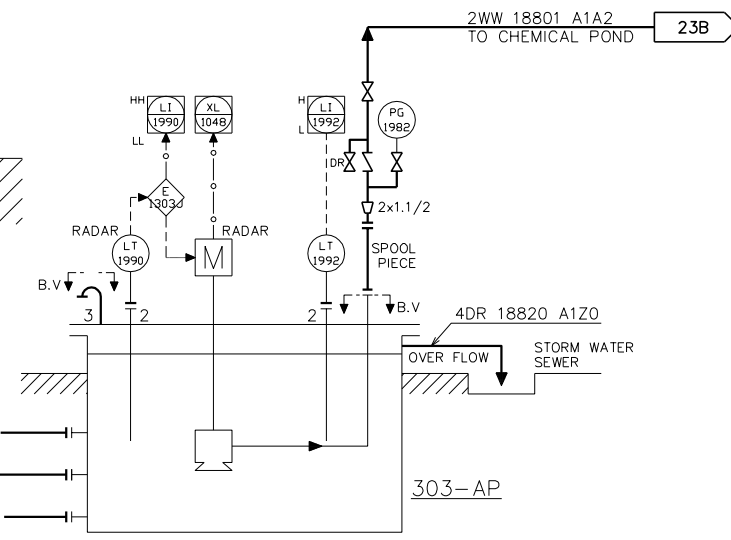 2WW 18801 A1A2
TO CHEMICAL POND
23B
HH
LI
1990
XL
1048
H
LI
1992
L
PG
1982
LL
DR
E
1303J
2x1.1/2
RADAR
LT
1990
RADAR
M
LT
1992
SPOOL
PIECE
B.V
B.V
3
2
2
4DR 18820 A1Z0
OVER FLOW
STORM WATER
SEWER
303-AP